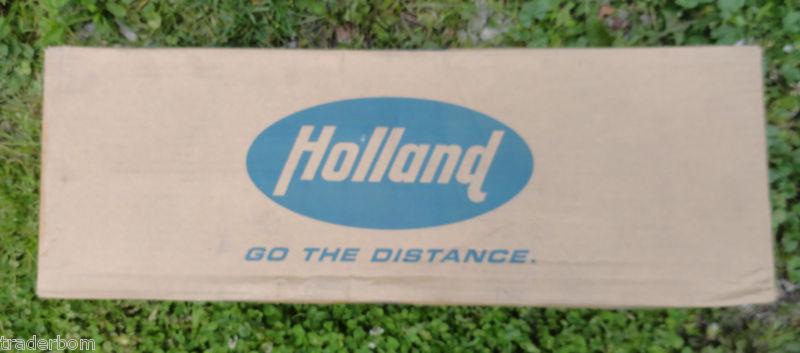 Holland
GO THE DISTANCE.
traderbom